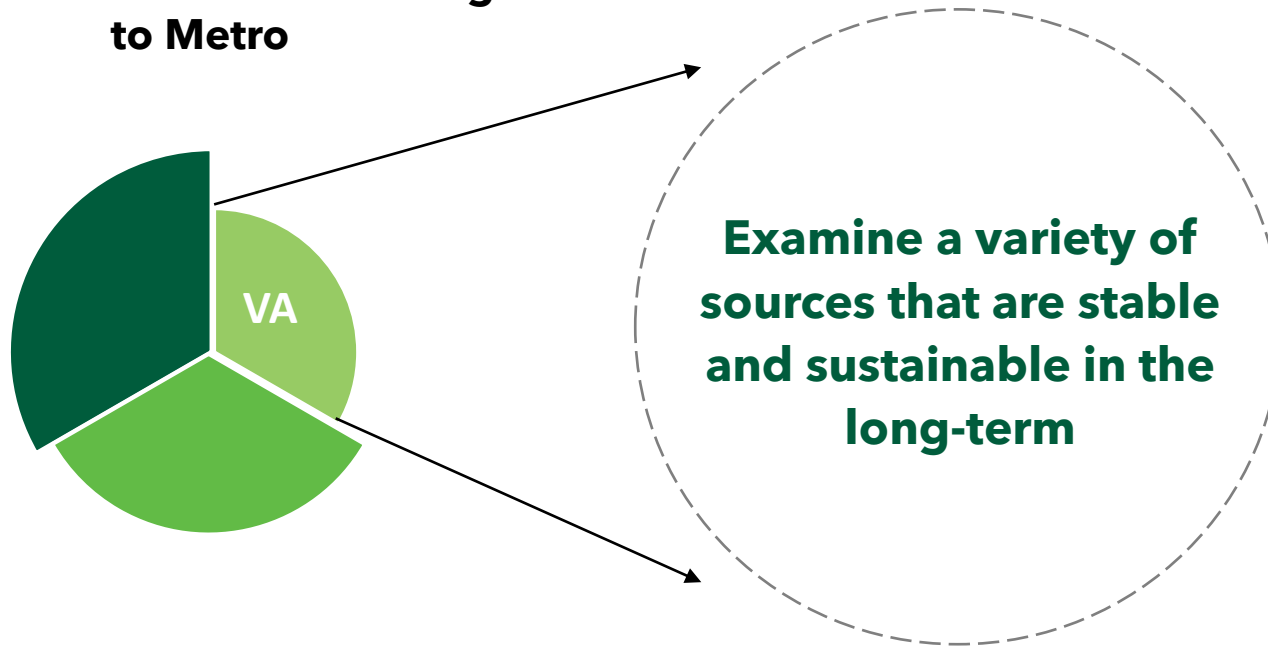 to Metro
VA
Examine a variety of
sources that are stable
and sustainable in the
long-term